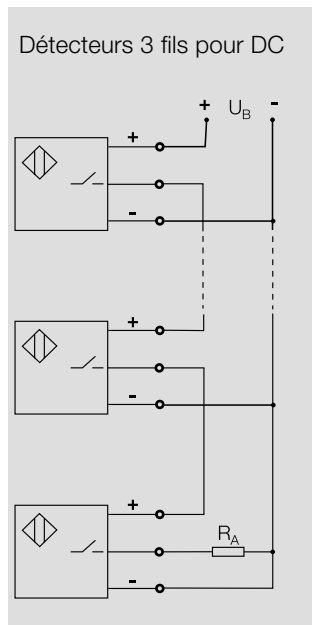 Détecteurs 3 fils pour DC
+ U_B -
+
-
+
-
+
R_A
-